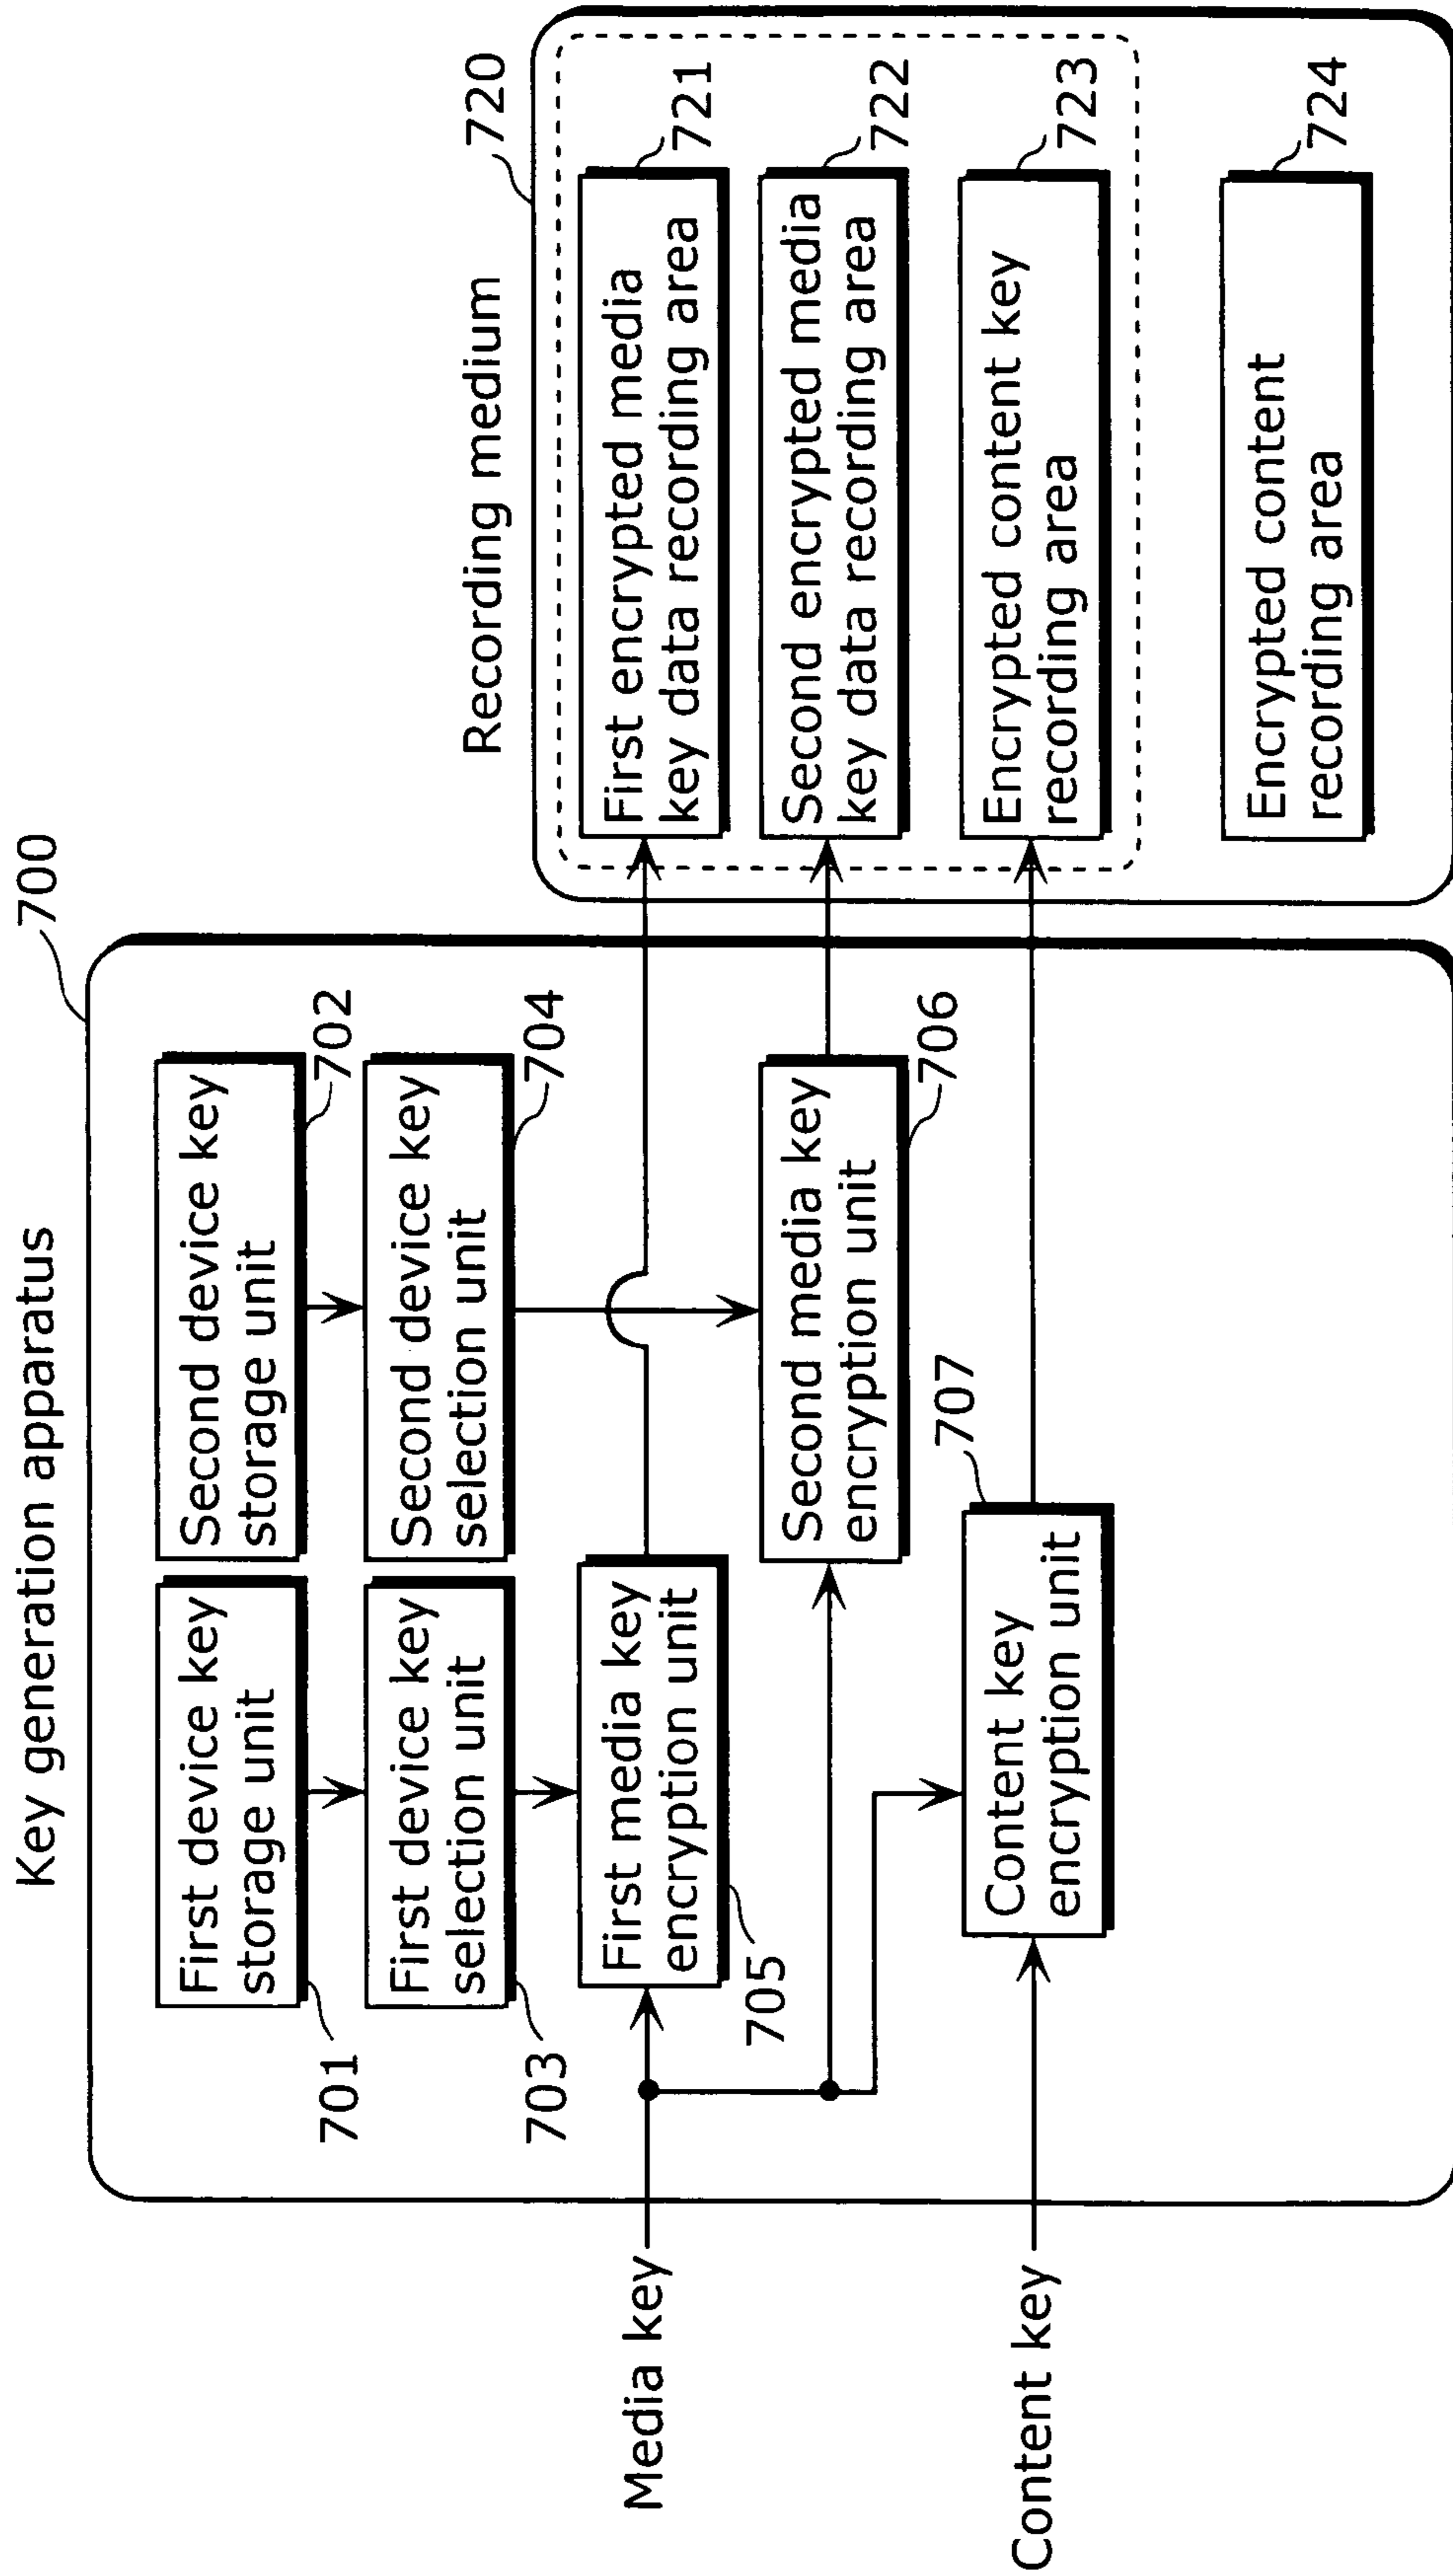 Key generation apparatus
700
First device key
storage unit
701
Second device key
storage unit
702
First device key
selection unit
703
Second device key
selection unit
704
Media key
First media key
encryption unit
705
Second media key
encryption unit
706
Content key
Content key
encryption unit
707
Recording medium
720
First encrypted media
key data recording area
721
Second encrypted media
key data recording area
722
Encrypted content key
recording area
723
Encrypted content
recording area
724